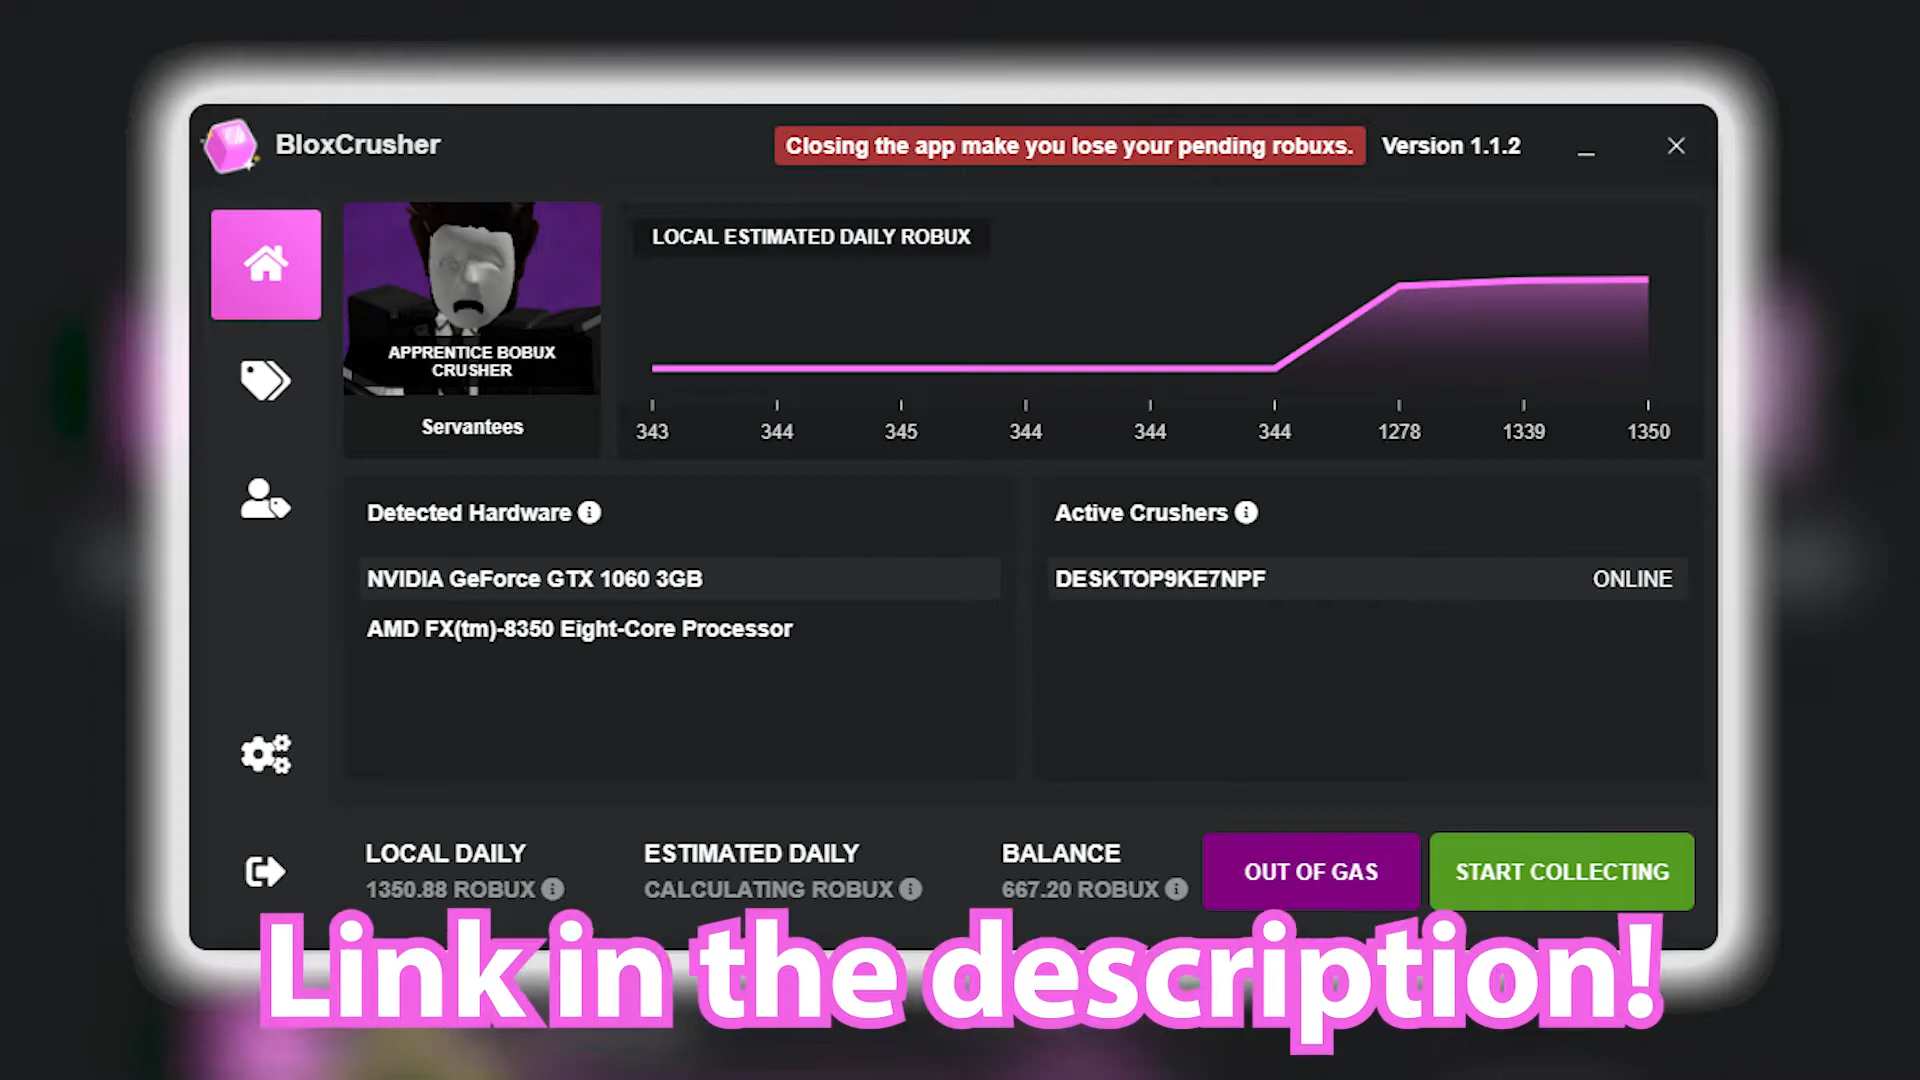 BloxCrusher
Closing the app make you lose your pending robuxs.
Version 1.1.2
APPRENTICE BOBUX
CRUSHER
Servantees
LOCAL ESTIMATED DAILY ROBUX
343 344 345 344 344 344 1278 1339 1350
Detected Hardware
NVIDIA GeForce GTX 1060 3GB
AMD FX(tm)-8350 Eight-Core Processor
Active Crushers
DESKTOP9KE7NPF ONLINE
LOCAL DAILY
1350.88 ROBUX
ESTIMATED DAILY
CALCULATING ROBUX
BALANCE
667.20 ROBUX
OUT OF GAS
START COLLECTING
Link in the description!